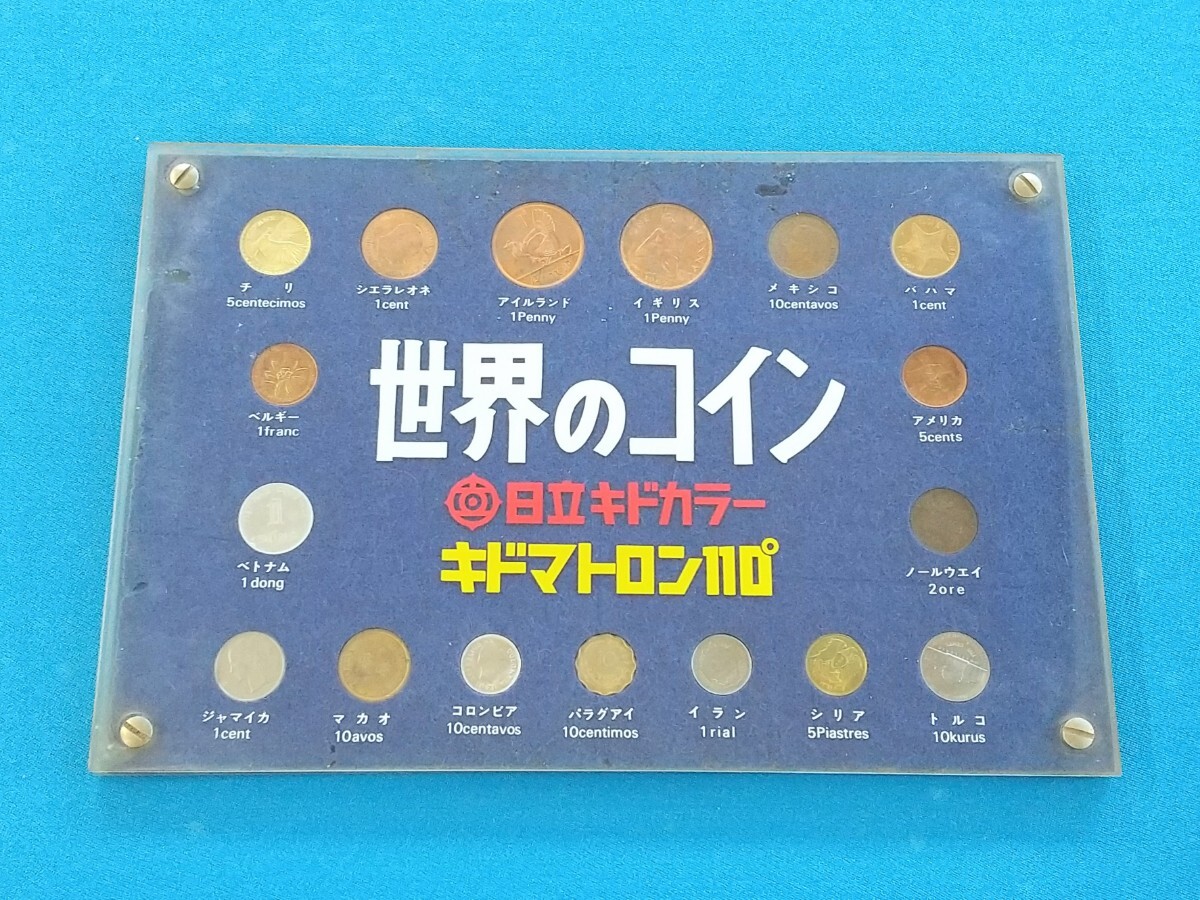 チリ
5centecimos
シエラレオネ
1cent
アイルランド
1Penny
イギリス
1Penny
メキシコ
10centavos
バハマ
1cent
ベルギー
1franc
世界のコイン
アメリカ
5cents
日立キドカラー
キドマトロン110°
ベトナム
1dong
1
ノールウエイ
2ore
ジャマイカ
1cent
マカオ
10avos
コロンビア
10centavos
パラグアイ
10centimos
イラン
1rial
シリア
5Piastres
トルコ
10kurus